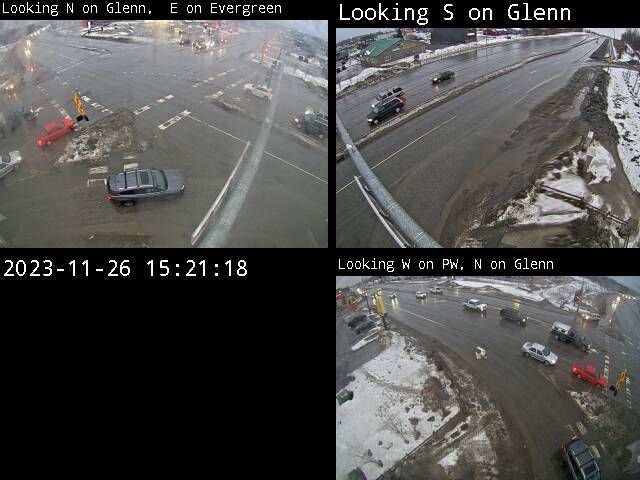 Looking N on Glenn,  E on Evergreen
Looking S on Glenn
2023-11-26 15:21:18
Looking W on PW, N on Glenn